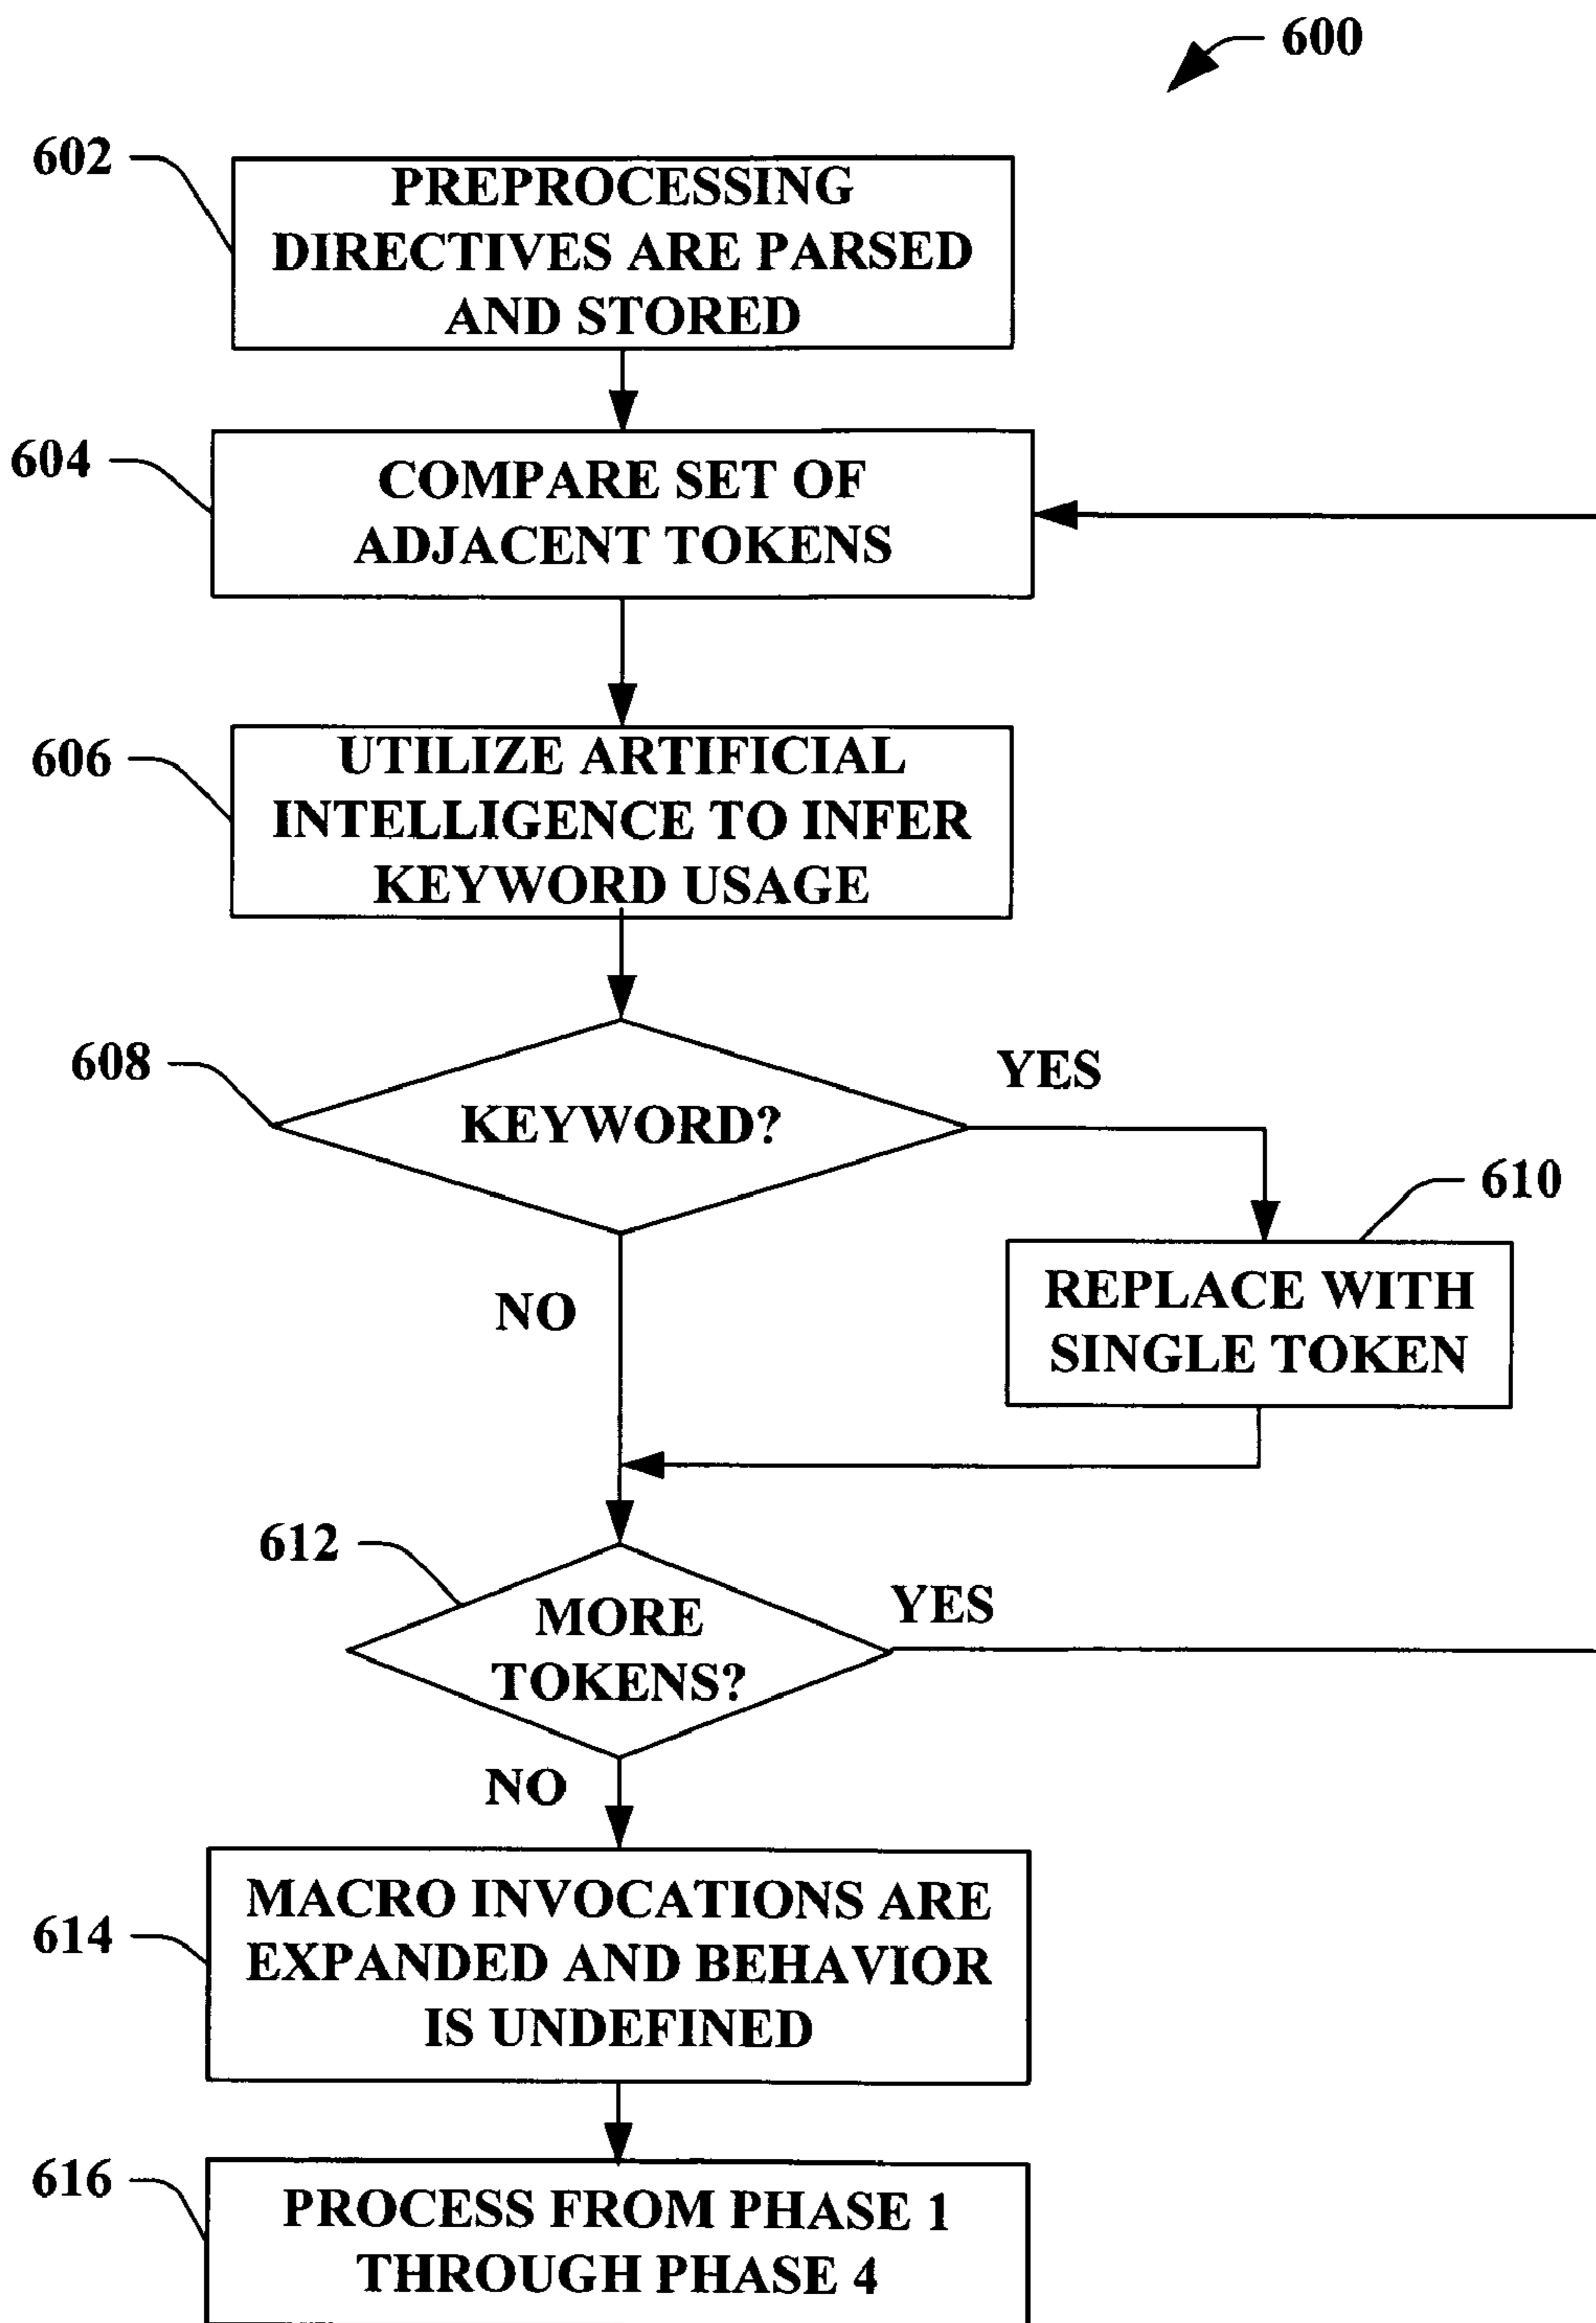 600
602
PREPROCESSING
DIRECTIVES ARE PARSED
AND STORED
604
COMPARE SET OF
ADJACENT TOKENS
606
UTILIZE ARTIFICIAL
INTELLIGENCE TO INFER
KEYWORD USAGE
608
KEYWORD?
YES
610
REPLACE WITH
SINGLE TOKEN
NO
612
MORE
TOKENS?
YES
NO
614
MACRO INVOCATIONS ARE
EXPANDED AND BEHAVIOR
IS UNDEFINED
616
PROCESS FROM PHASE 1
THROUGH PHASE 4